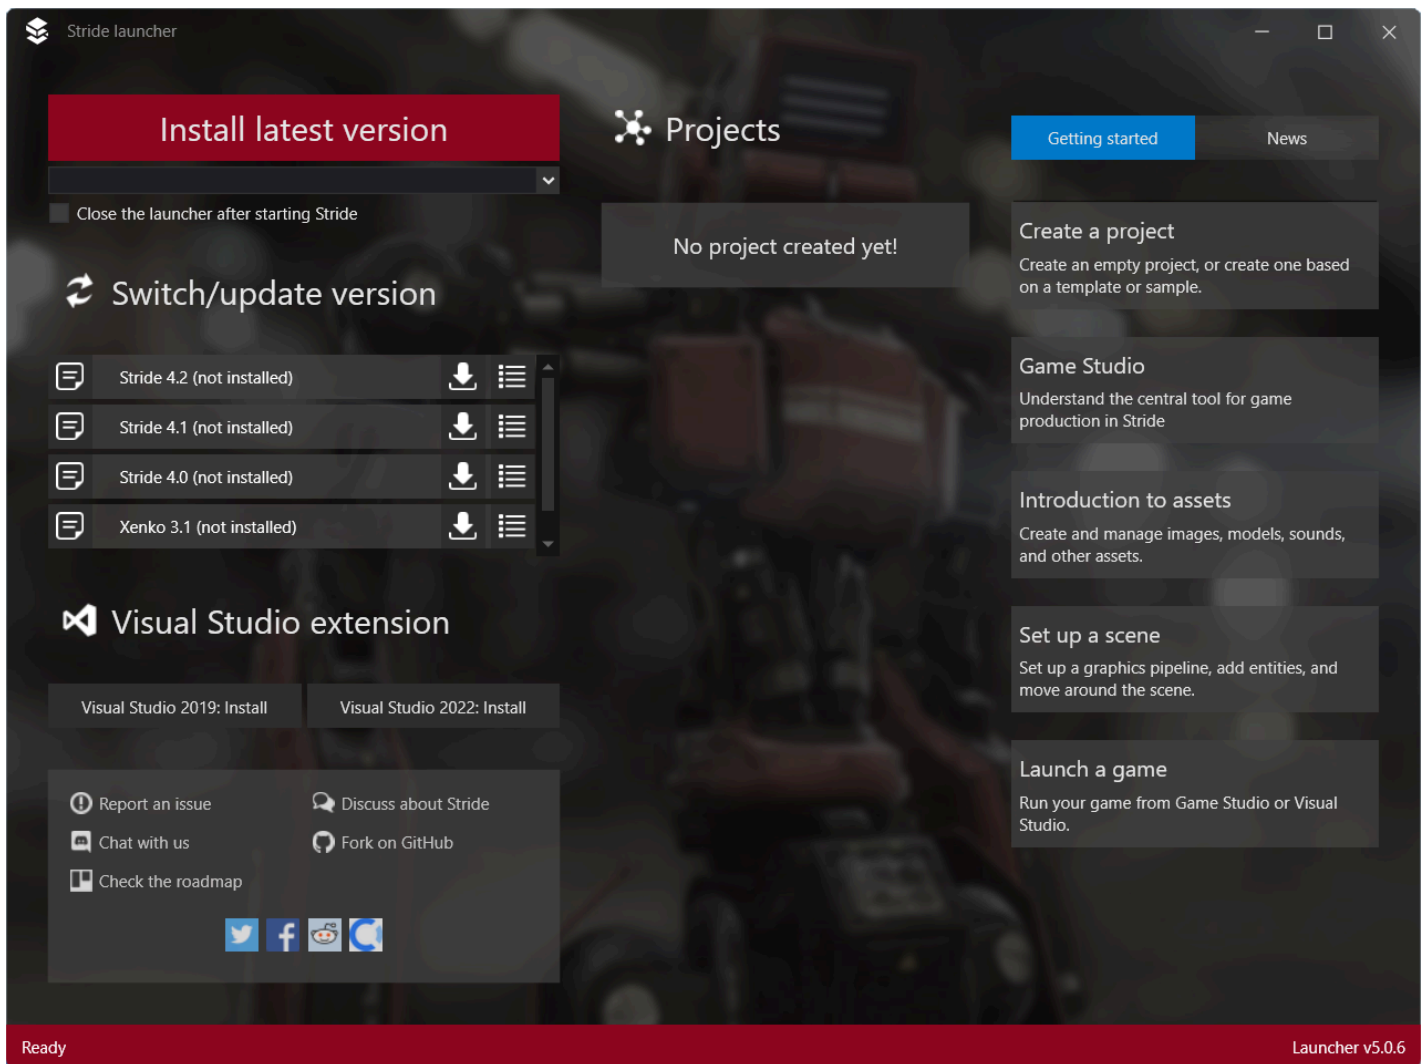 Stride launcher
Install latest version
Close the launcher after starting Stride
Switch/update version
Stride 4.2 (not installed)
Stride 4.1 (not installed)
Stride 4.0 (not installed)
Xenko 3.1 (not installed)
Visual Studio extension
Visual Studio 2019: Install
Visual Studio 2022: Install
Report an issue
Discuss about Stride
Chat with us
Fork on GitHub
Check the roadmap
Projects
No project created yet!
Getting started
News
Create a project
Create an empty project, or create one based
on a template or sample.
Game Studio
Understand the central tool for game
production in Stride
Introduction to assets
Create and manage images, models, sounds,
and other assets.
Set up a scene
Set up a graphics pipeline, add entities, and
move around the scene.
Launch a game
Run your game from Game Studio or Visual
Studio.
Ready
Launcher v5.0.6